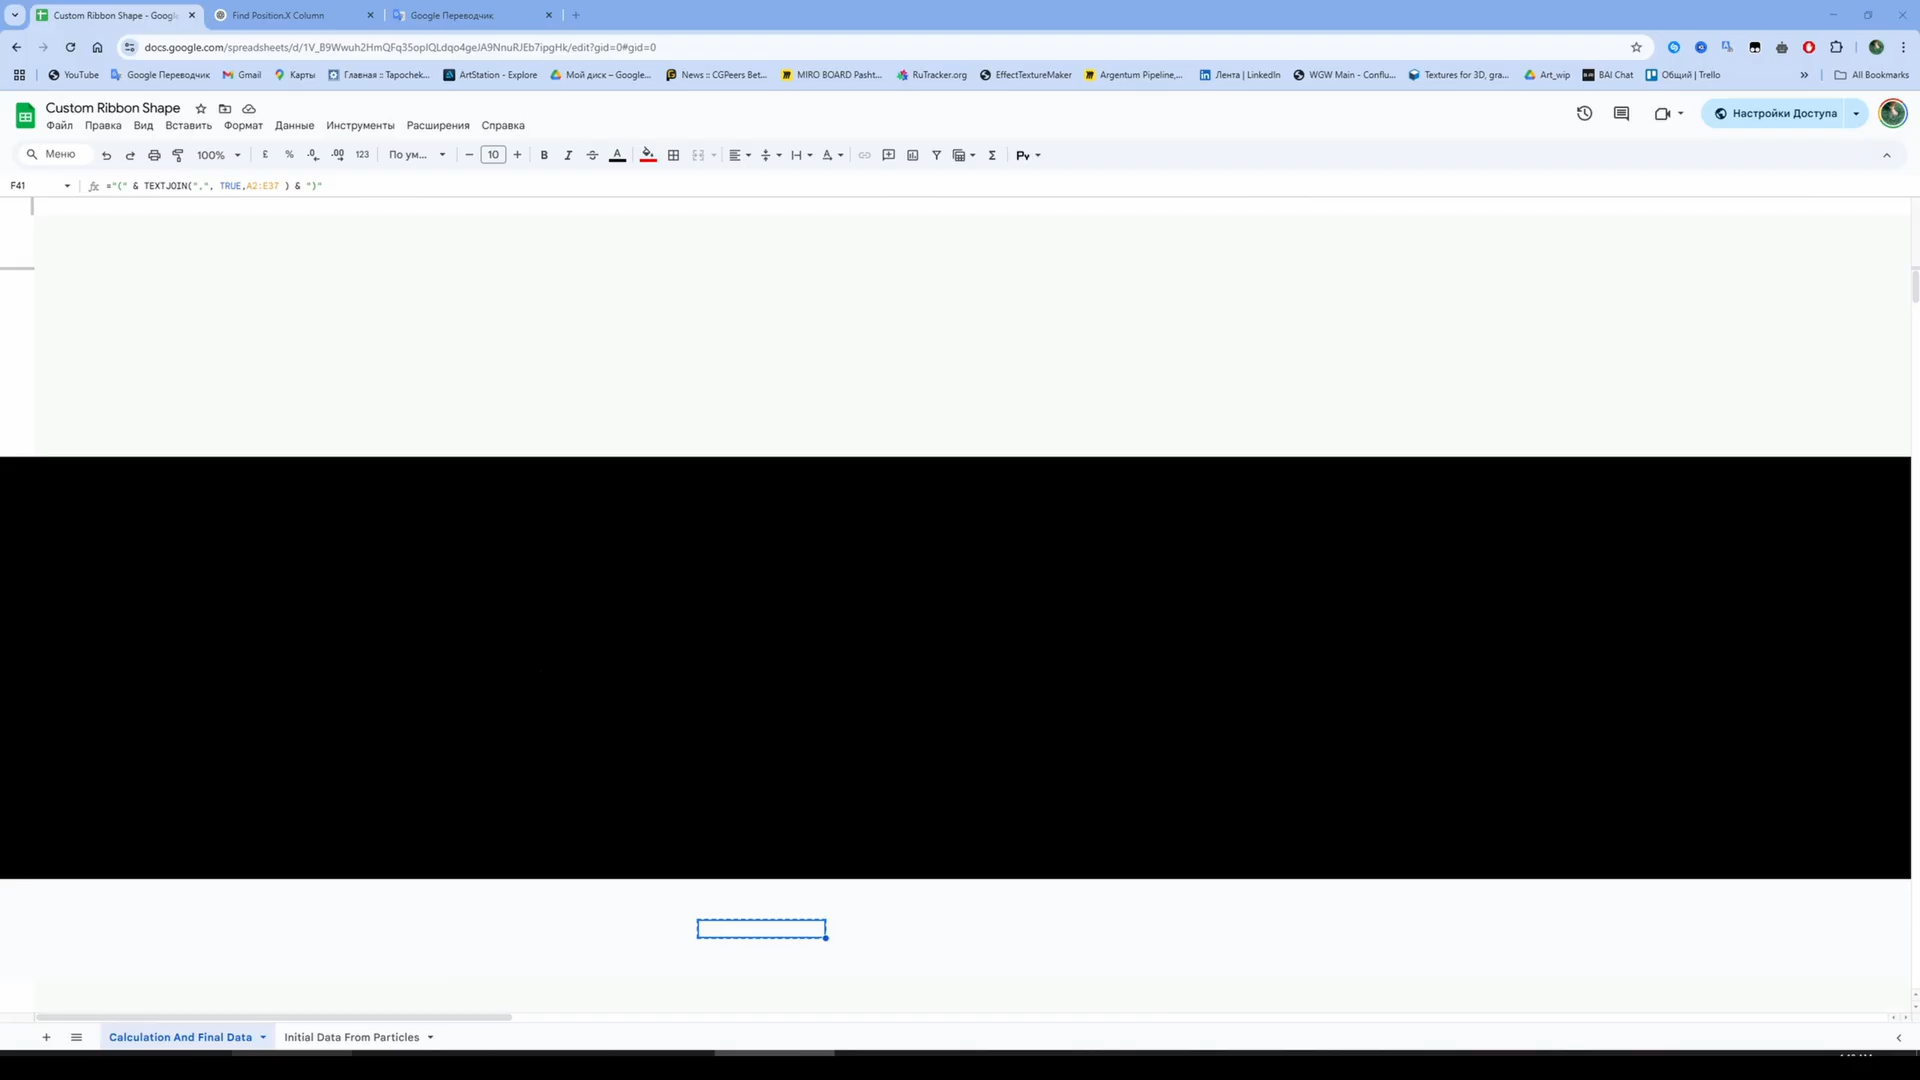 Custom Ribbon Shape - Google
Find Position.X Column
Google Переводчик
docs.google.com/spreadsheets/d/1V_B9Wwuh2HmQFq35opIQLdqo4geJA9NnuRJEb7ipgHk/edit?gid=0#gid=0
YouTube
Google Переводчик
Gmail
Карты
Главная :: Tapochek...
ArtStation - Explore
Мой диск – Google...
News :: CGPeers Bet...
MIRO BOARD Pasht...
RuTracker.org
EffectTextureMaker
Argentum Pipeline,...
Лента | LinkedIn
WGW Main - Conflu...
Textures for 3D, gra...
Art_wip
BAI Chat
Общий | Trello
All Bookmarks
Custom Ribbon Shape
Файл Правка Вид Вставить Формат Данные Инструменты Расширения Справка
Настройки Доступа
Меню
100%
£ % .0 .00 123
По ум...
10
F41
="(" & TEXTJOIN(",", TRUE,A2:E37 ) & ")"
Calculation And Final Data
Initial Data From Particles